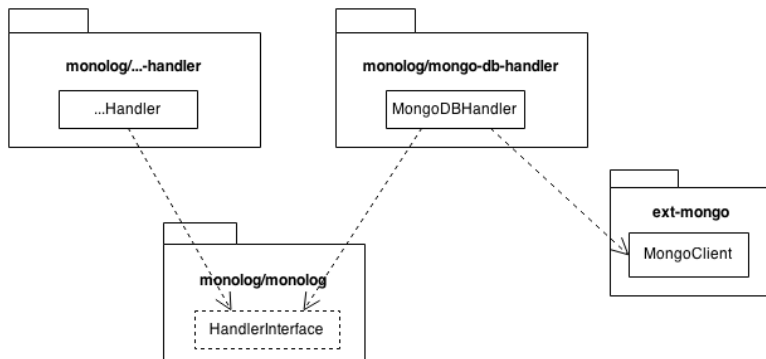 monolog/...-handler
...Handler
monolog/mongo-db-handler
MongoDBHandler
ext-mongo
MongoClient
monolog/monolog
HandlerInterface